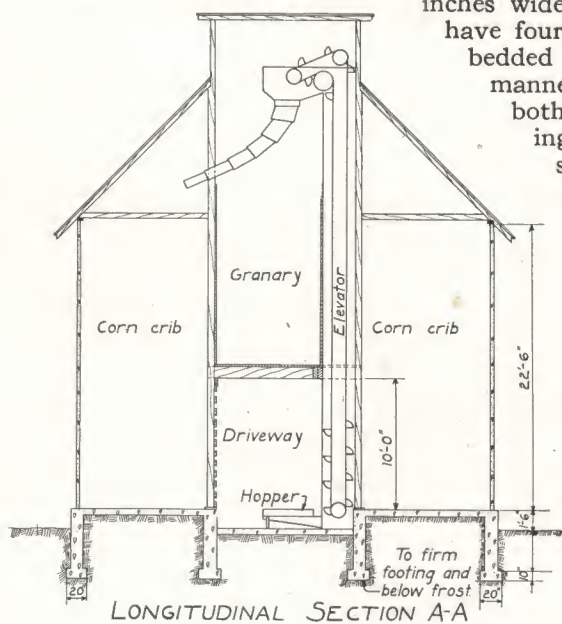 inches wide
have four
bedded
manne
both
ing
s
Granary
Elevator
Corn crib
Corn crib
22'-6"
Driveway
10'-0"
Hopper
1'-6"
To firm
footing and
below frost
10"
20"
20"
LONGITUDINAL SECTION A-A